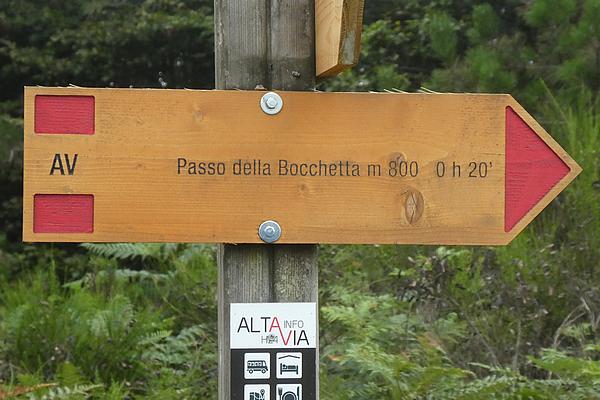 AV
Passo della Bocchetta m 800 0 h 20'
ALTA INFO
VIA